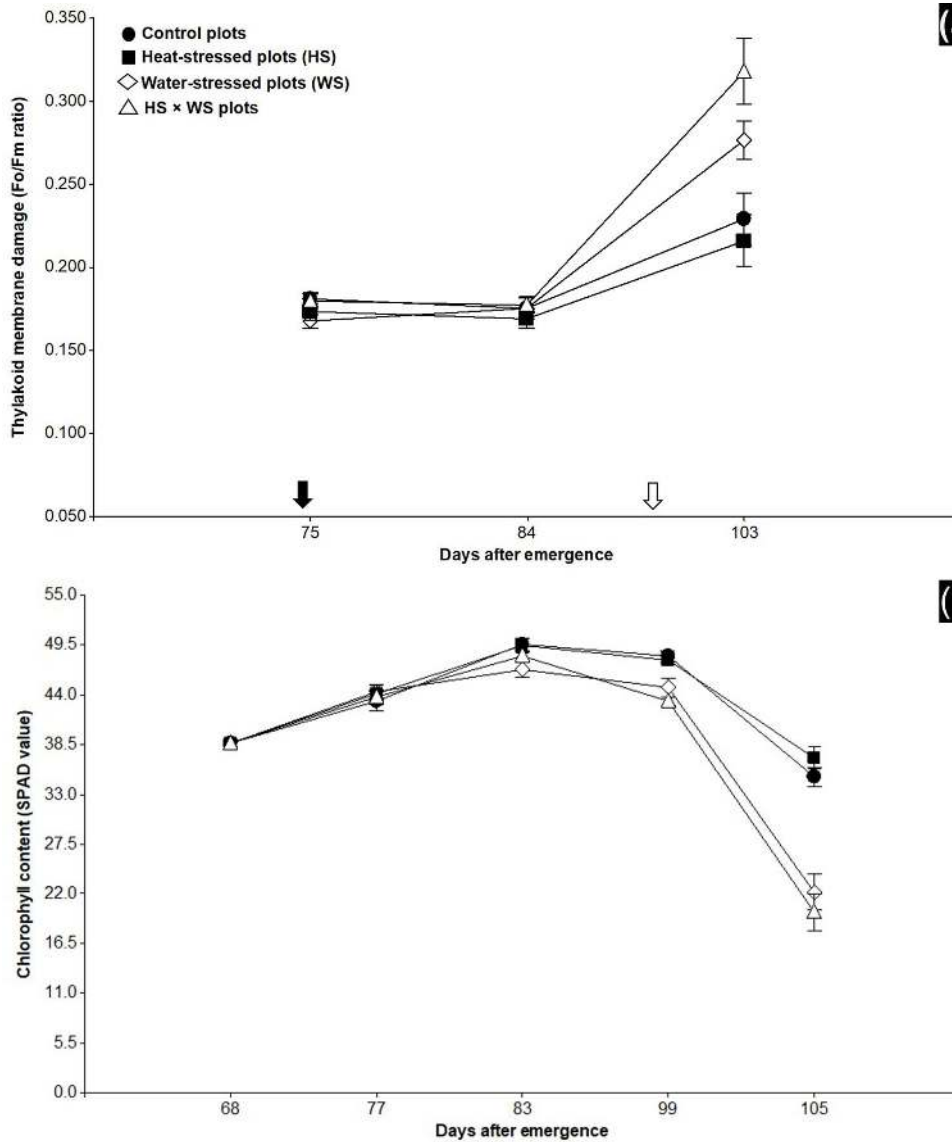 0.350
Control plots
Heat-stressed plots (HS)
Water-stressed plots (WS)
HS × WS plots
0.300
0.250
0.200
0.150
0.100
0.050
Thylakoid membrane damage (Fo/Fm ratio)
75 84 103
Days after emergence
(
55.0
49.5
44.0
38.5
33.0
27.5
22.0
16.5
11.0
5.5
0.0
Chlorophyll content (SPAD value)
68 77 83 99 105
Days after emergence
(